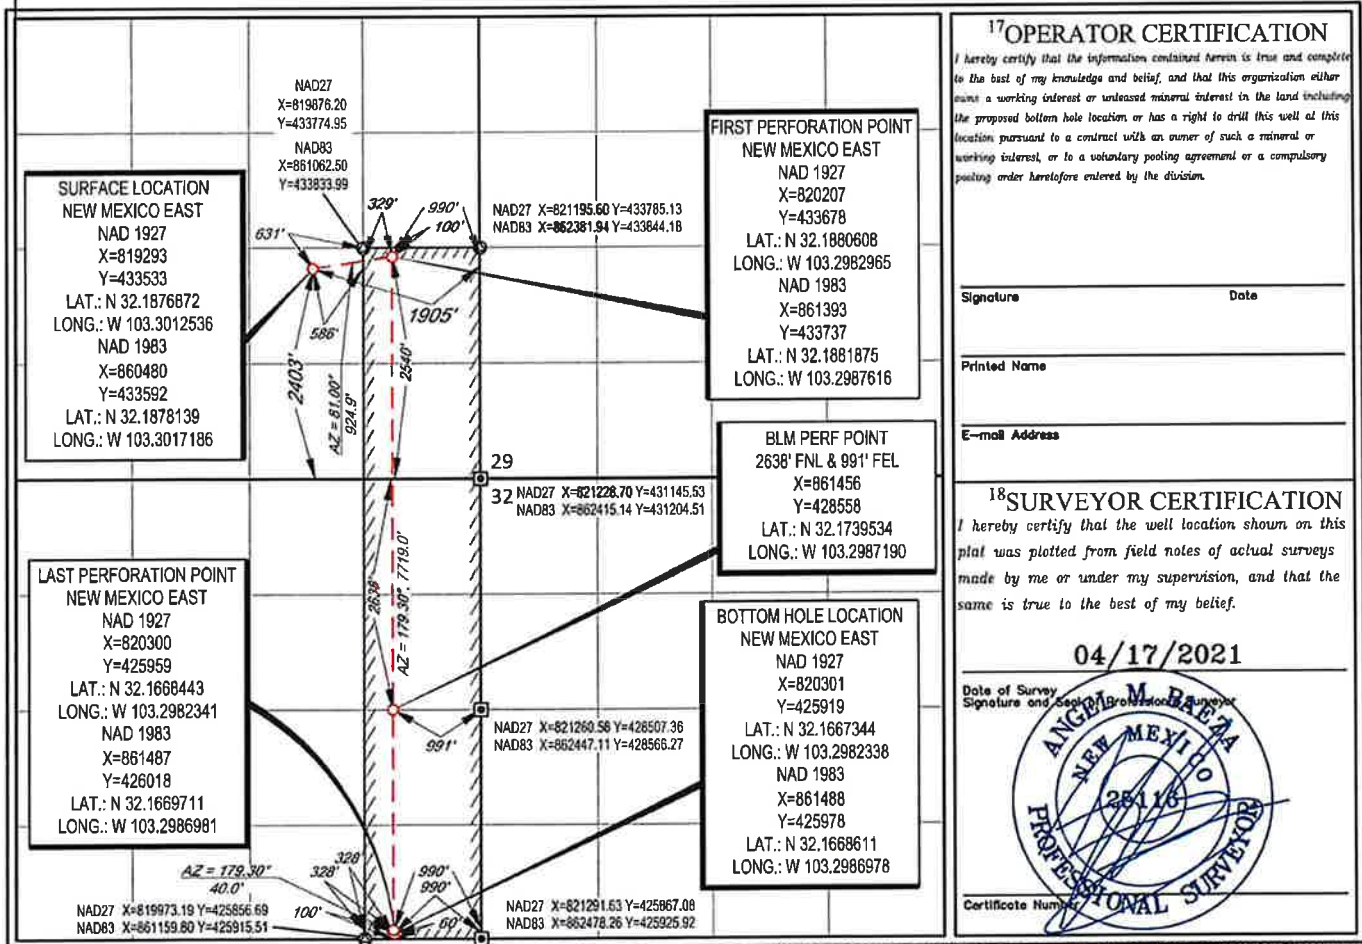 NAD27
X=819876.20
Y=433774.95
NAD83
X=861062.50
Y=433833.99
SURFACE LOCATION
NEW MEXICO EAST
NAD 1927
X=819293
Y=433533
LAT.: N 32.1876872
LONG.: W 103.3012536
NAD 1983
X=860480
Y=433592
LAT.: N 32.1878139
LONG.: W 103.3017186
631'
329'
990'
100'
NAD27 X=821195.60 Y=433785.13
NAD83 X=862381.94 Y=433844.18
586'
1905'
2403'
AZ = 81.00°
924.9'
2540'
FIRST PERFORATION POINT
NEW MEXICO EAST
NAD 1927
X=820207
Y=433678
LAT.: N 32.1880608
LONG.: W 103.2982965
NAD 1983
X=861393
Y=433737
LAT.: N 32.1881875
LONG.: W 103.2987616
29
32
NAD27 X=821228.70 Y=431145.53
NAD83 X=862415.14 Y=431204.51
BLM PERF POINT
2638' FNL & 991' FEL
X=861456
Y=428558
LAT.: N 32.1739534
LONG.: W 103.2987190
2638'
AZ = 179.30°, 7719.0'
991'
NAD27 X=821260.58 Y=428507.36
NAD83 X=862447.11 Y=428566.27
LAST PERFORATION POINT
NEW MEXICO EAST
NAD 1927
X=820300
Y=425959
LAT.: N 32.1668443
LONG.: W 103.2982341
NAD 1983
X=861487
Y=426018
LAT.: N 32.1669711
LONG.: W 103.2986981
BOTTOM HOLE LOCATION
NEW MEXICO EAST
NAD 1927
X=820301
Y=425919
LAT.: N 32.1667344
LONG.: W 103.2982338
NAD 1983
X=861488
Y=425978
LAT.: N 32.1668611
LONG.: W 103.2986978
AZ = 179.30°
40.0'
328'
328'
100'
990'
990'
60'
NAD27 X=819973.19 Y=425856.69
NAD83 X=861159.80 Y=425915.51
NAD27 X=821291.63 Y=425867.08
NAD83 X=862478.26 Y=425925.92
17OPERATOR CERTIFICATION
I hereby certify that the information contained herein is true and complete
to the best of my knowledge and belief, and that this organization either
owns a working interest or unleased mineral interest in the land including
the proposed bottom hole location or has a right to drill this well at this
location pursuant to a contract with an owner of such a mineral or
working interest, or to a voluntary pooling agreement or a compulsory
pooling order heretofore entered by the division.
Signature Date
Printed Name
E-mail Address
18SURVEYOR CERTIFICATION
I hereby certify that the well location shown on this
plat was plotted from field notes of actual surveys
made by me or under my supervision, and that the
same is true to the best of my belief.
04/17/2021
Date of Survey
Signature and Seal of Professional Surveyor
ANGEL M. BAEZA
NEW MEXICO
25116
PROFESSIONAL SURVEYOR
Certificate Number